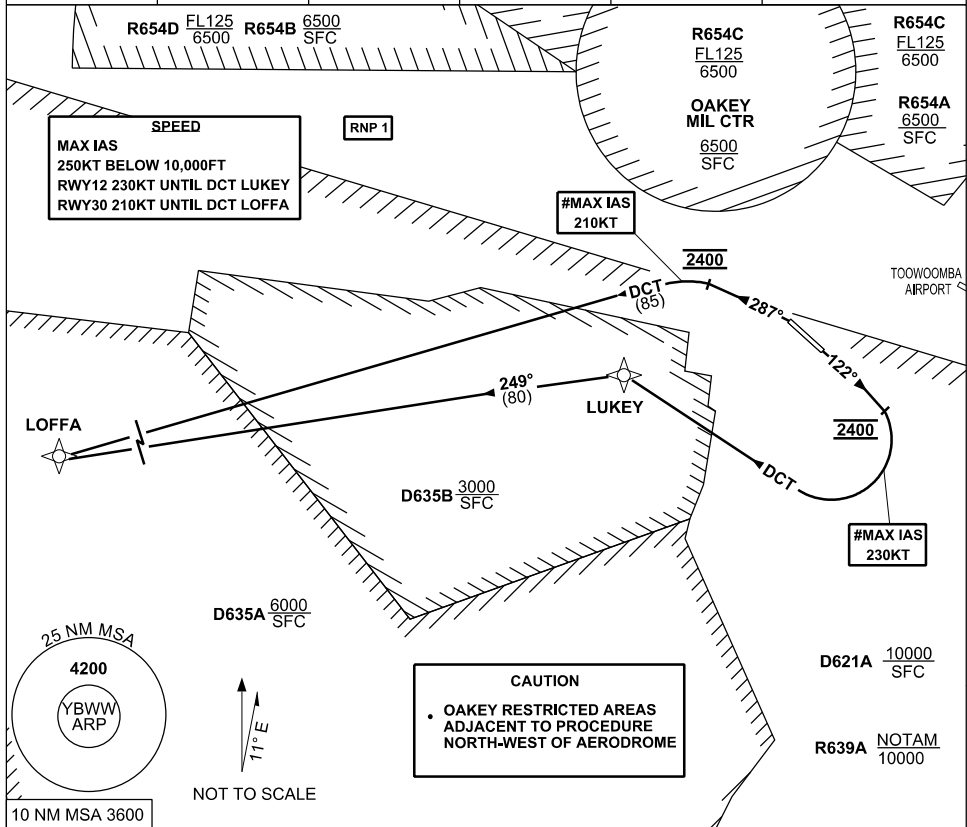 R654D FL125 R654B 6500
6500 SFC
R654C
FL125
6500
R654C
FL125
6500
OAKEY
MIL CTR
6500
SFC
R654A
6500
SFC
SPEED
MAX IAS
250KT BELOW 10,000FT
RWY12 230KT UNTIL DCT LUKEY
RWY30 210KT UNTIL DCT LOFFA
RNP 1
#MAX IAS
210KT
2400
TOOWOOMBA
AIRPORT
DCT
(85)
287°
122°
249°
(80)
LUKEY
2400
LOFFA
DCT
D635B 3000
SFC
#MAX IAS
230KT
D635A 6000
SFC
25 NM MSA
4200
YBWW
ARP
11° E
NOT TO SCALE
CAUTION
• OAKEY RESTRICTED AREAS
ADJACENT TO PROCEDURE
NORTH-WEST OF AERODROME
D621A 10000
SFC
R639A NOTAM
10000
10 NM MSA 3600